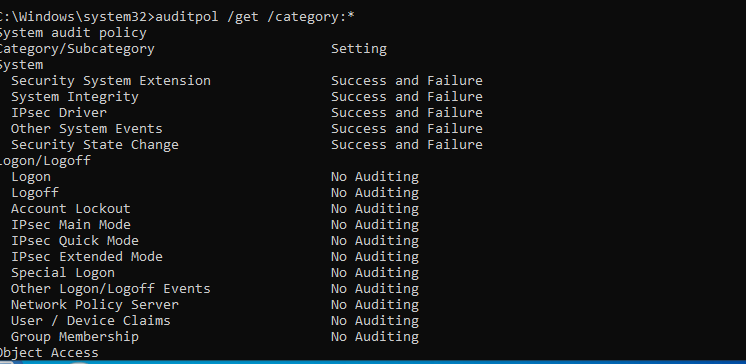 C:\Windows\system32>auditpol /get /category:*
System audit policy
Category/Subcategory                    Setting
System
  Security System Extension             Success and Failure
  System Integrity                      Success and Failure
  IPsec Driver                          Success and Failure
  Other System Events                   Success and Failure
  Security State Change                 Success and Failure
Logon/Logoff
  Logon                                 No Auditing
  Logoff                                No Auditing
  Account Lockout                       No Auditing
  IPsec Main Mode                       No Auditing
  IPsec Quick Mode                      No Auditing
  IPsec Extended Mode                   No Auditing
  Special Logon                         No Auditing
  Other Logon/Logoff Events             No Auditing
  Network Policy Server                 No Auditing
  User / Device Claims                  No Auditing
  Group Membership                      No Auditing
Object Access